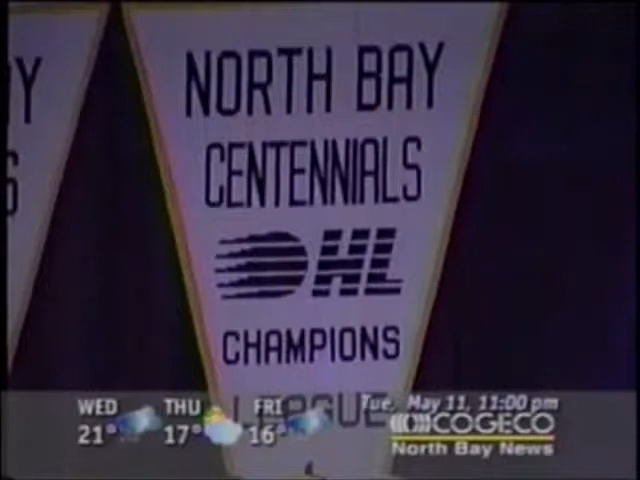 Y
S
NORTH BAY
CENTENNIALS
OHL
CHAMPIONS
LEAGUE
WED THU FRI
21° 17° 16°
Tue, May 11, 11:00 pm
COGECO
North Bay News